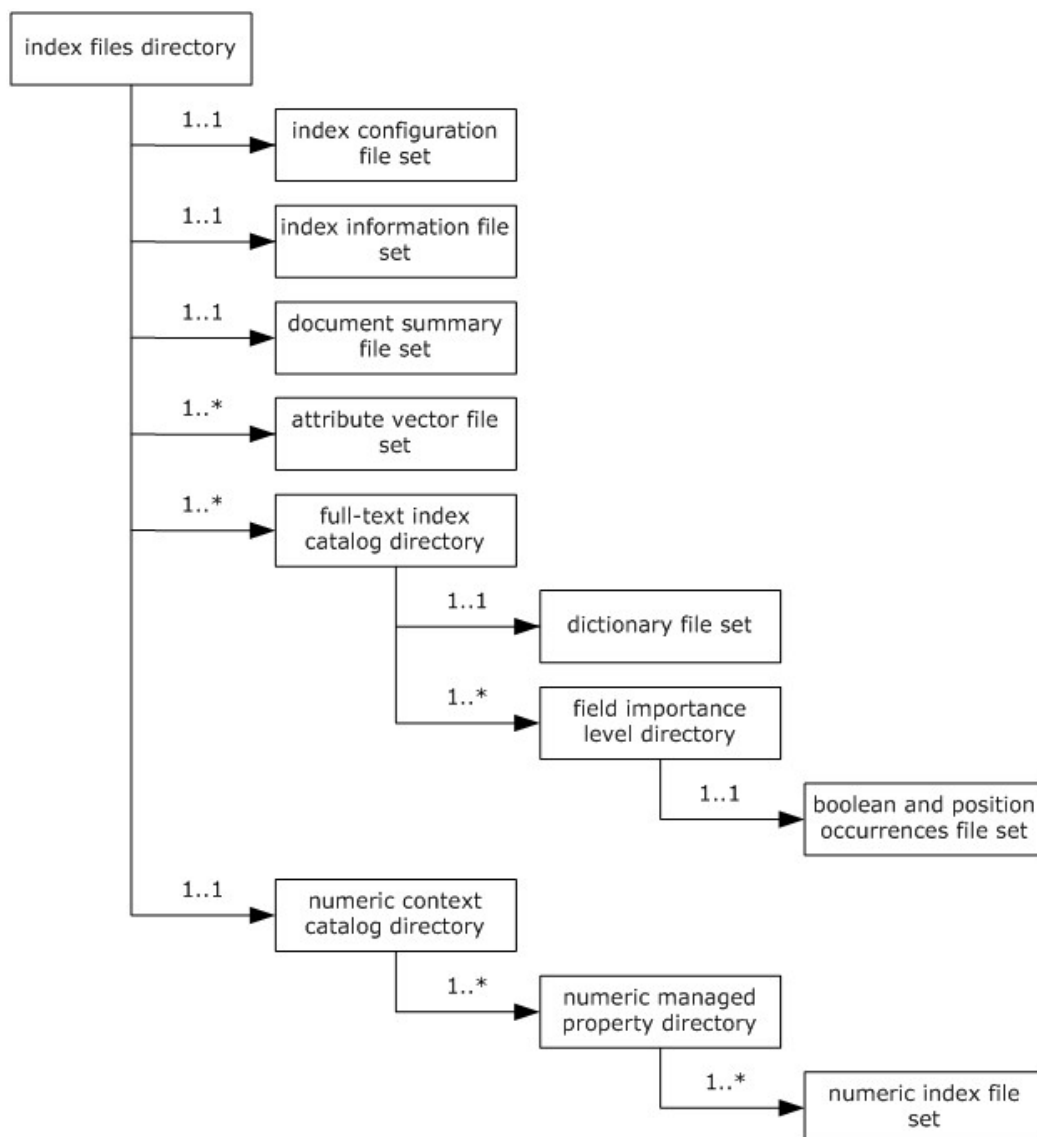 index files directory
1..1
index configuration
file set
1..1
index information file
set
1..1
document summary
file set
1..*
attribute vector file
set
1..*
full-text index
catalog directory
1..1
dictionary file set
1..*
field importance
level directory
1..1
boolean and position
occurrences file set
1..1
numeric context
catalog directory
1..*
numeric managed
property directory
1..*
numeric index file
set